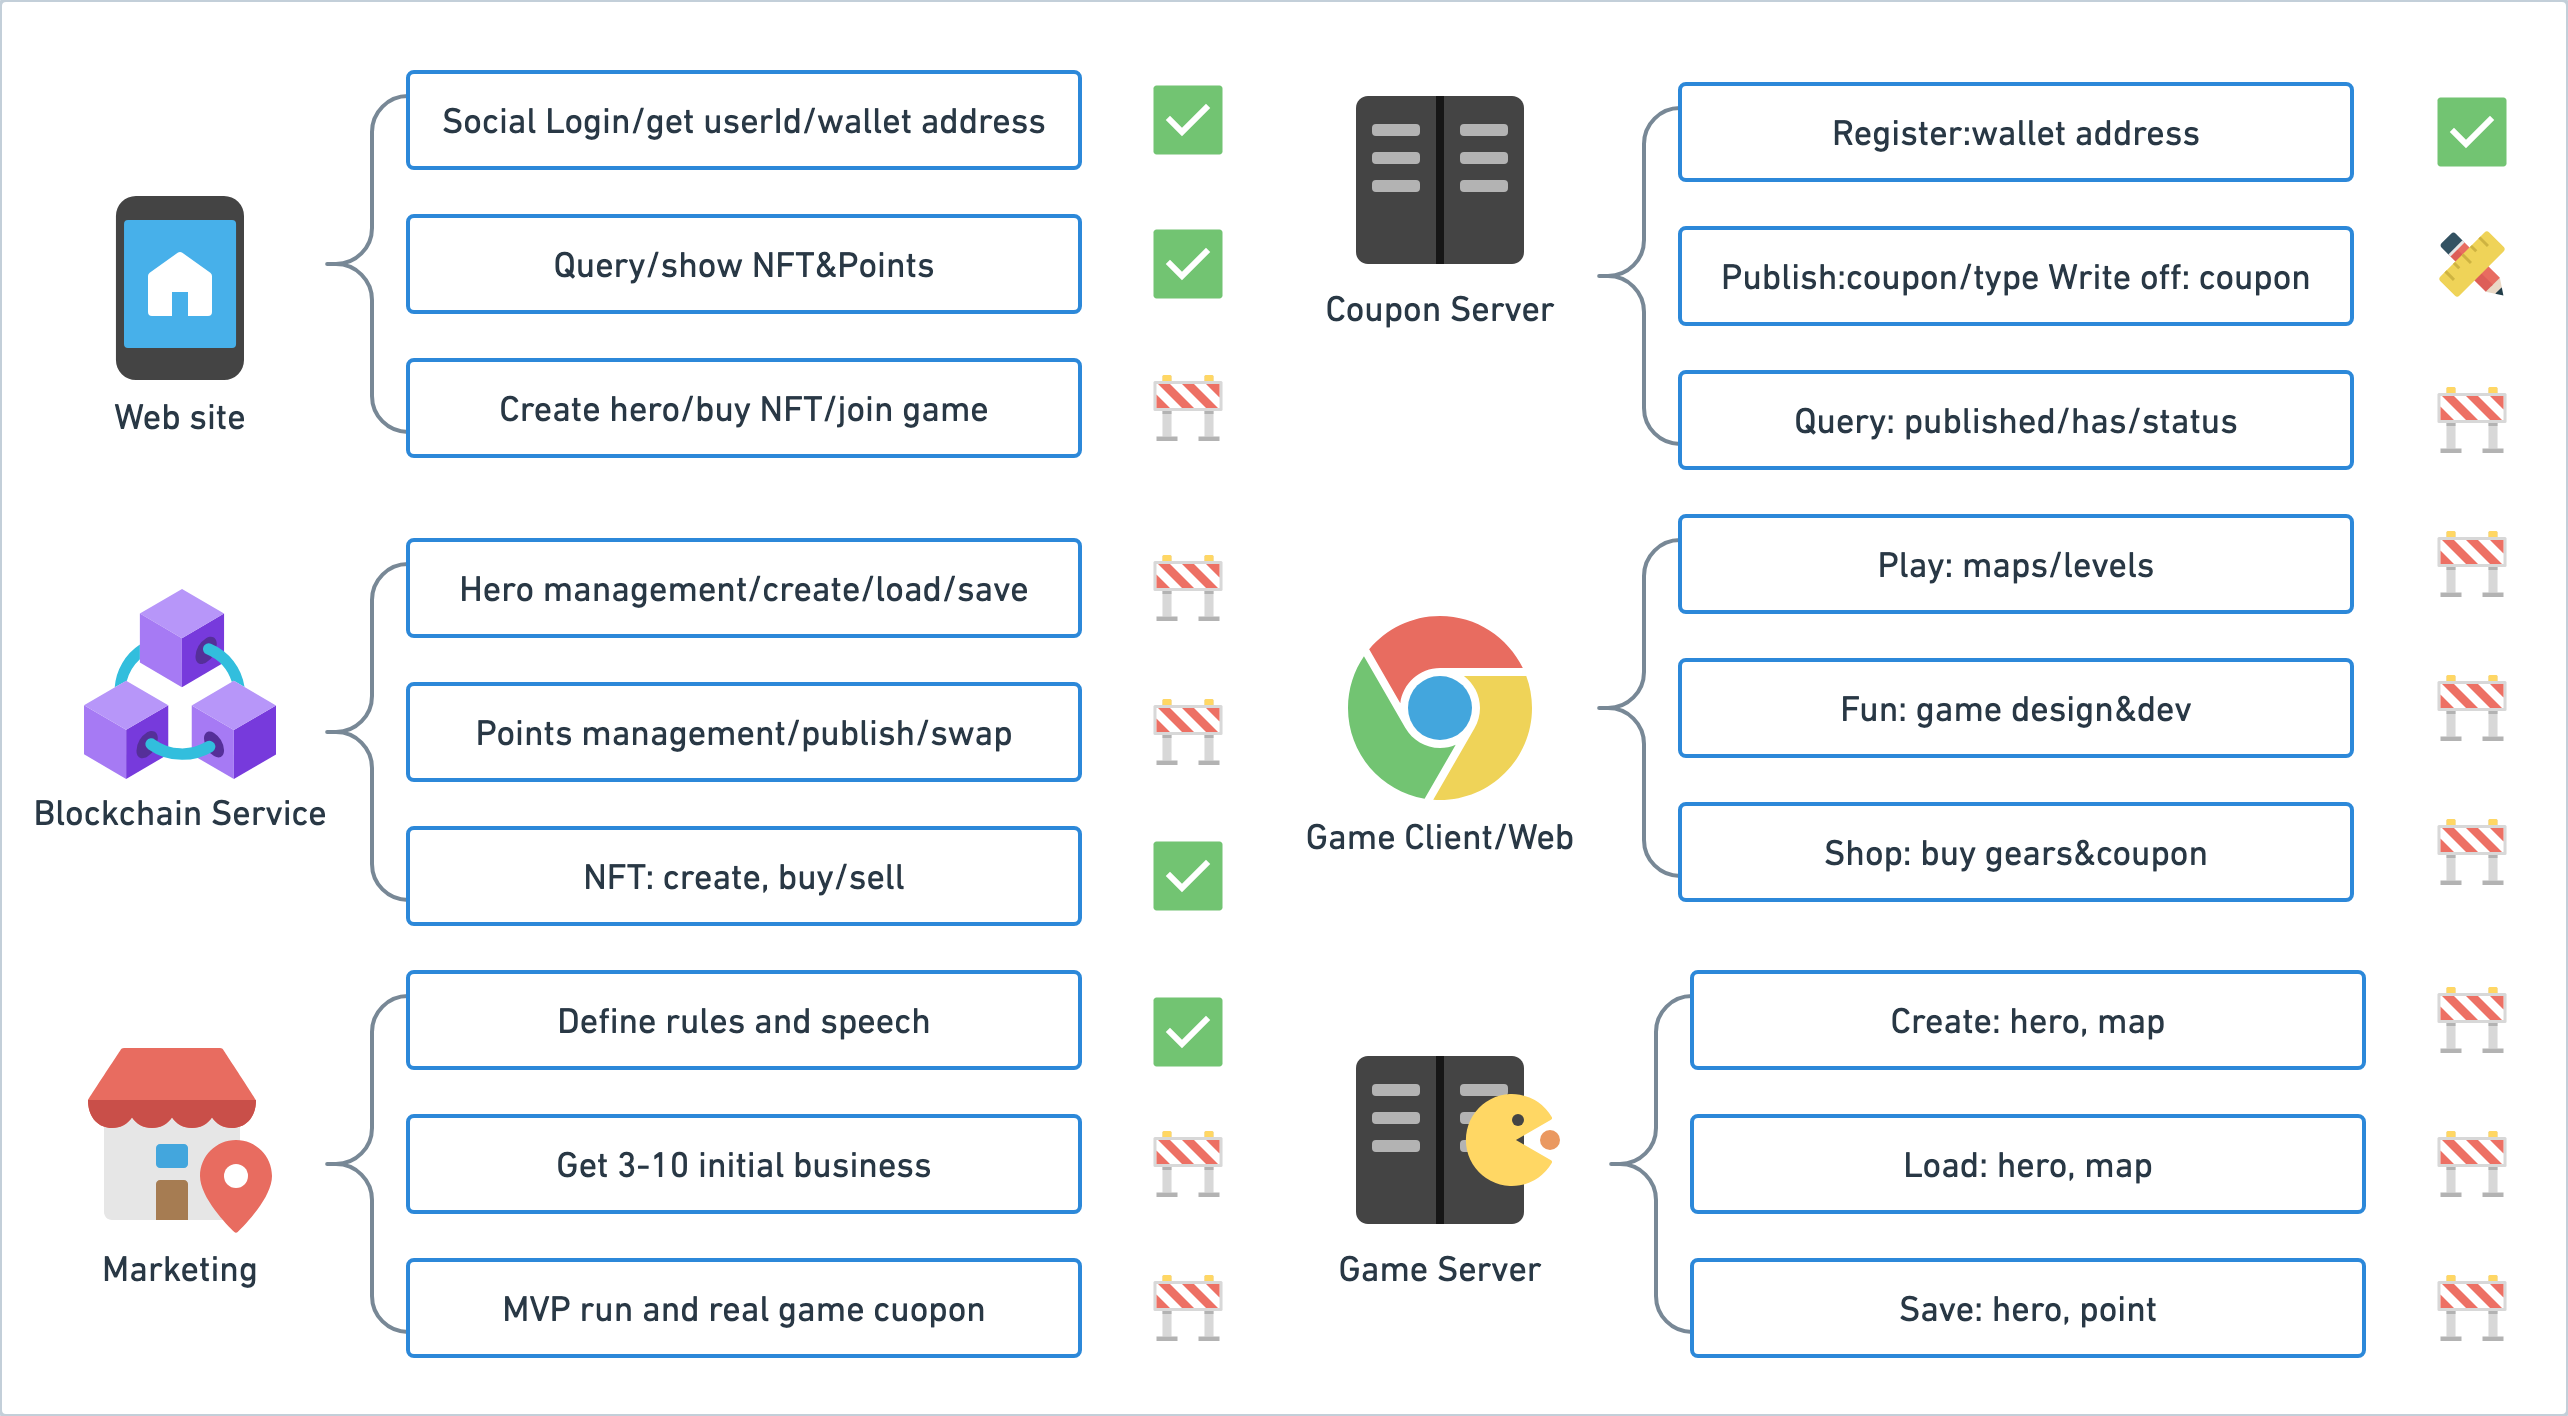 Social Login/get userId/wallet address
Query/show NFT&Points
Create hero/buy NFT/join game
Web site
Hero management/create/load/save
Points management/publish/swap
NFT: create, buy/sell
Blockchain Service
Define rules and speech
Get 3-10 initial business
MVP run and real game cuopon
Marketing
Register:wallet address
Publish:coupon/type Write off: coupon
Query: published/has/status
Coupon Server
Play: maps/levels
Fun: game design&dev
Shop: buy gears&coupon
Game Client/Web
Create: hero, map
Load: hero, map
Save: hero, point
Game Server